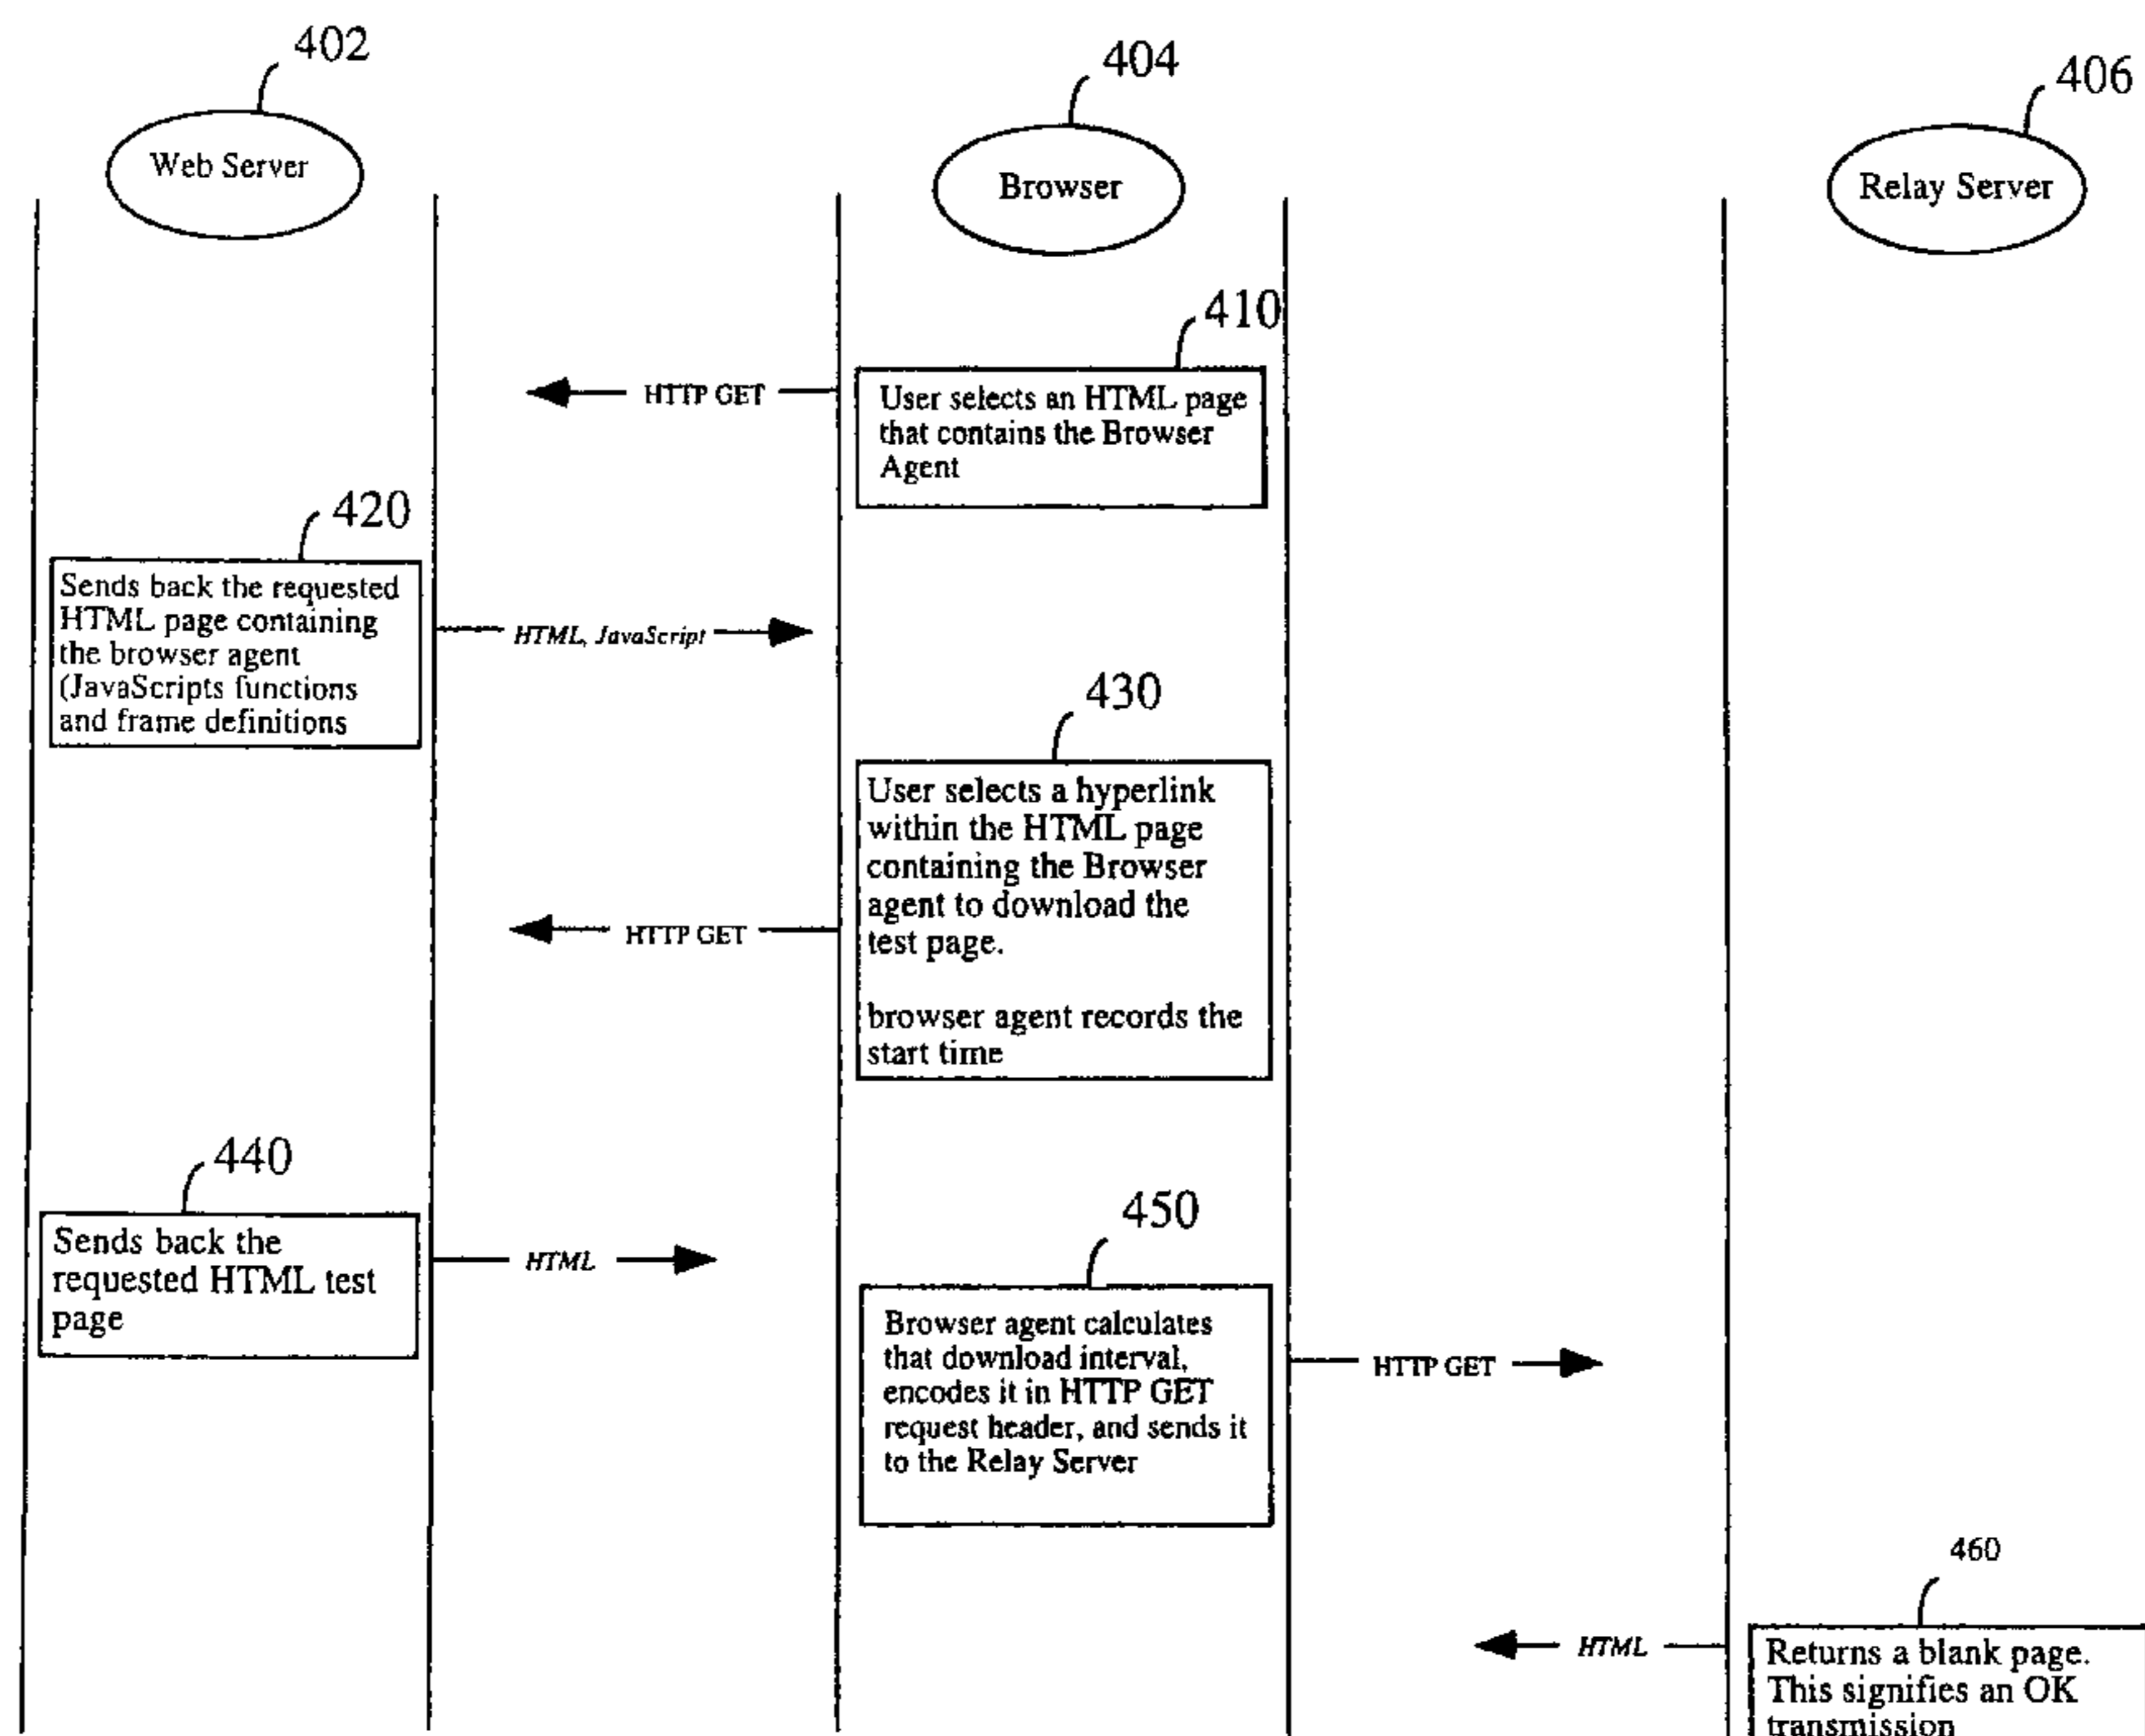 402
404
406
Web Server
Browser
Relay Server
410
HTTP GET
User selects an HTML page
that contains the Browser
Agent
420
Sends back the requested
HTML page containing
the browser agent
(JavaScripts functions
and frame definitions
HTML, JavaScript
430
User selects a hyperlink
within the HTML page
containing the Browser
agent to download the
test page.
browser agent records the
start time
HTTP GET
440
Sends back the
requested HTML test
page
HTML
450
Browser agent calculates
that download interval,
encodes it in HTTP GET
request header, and sends it
to the Relay Server
HTTP GET
460
HTML
Returns a blank page.
This signifies an OK
transmission